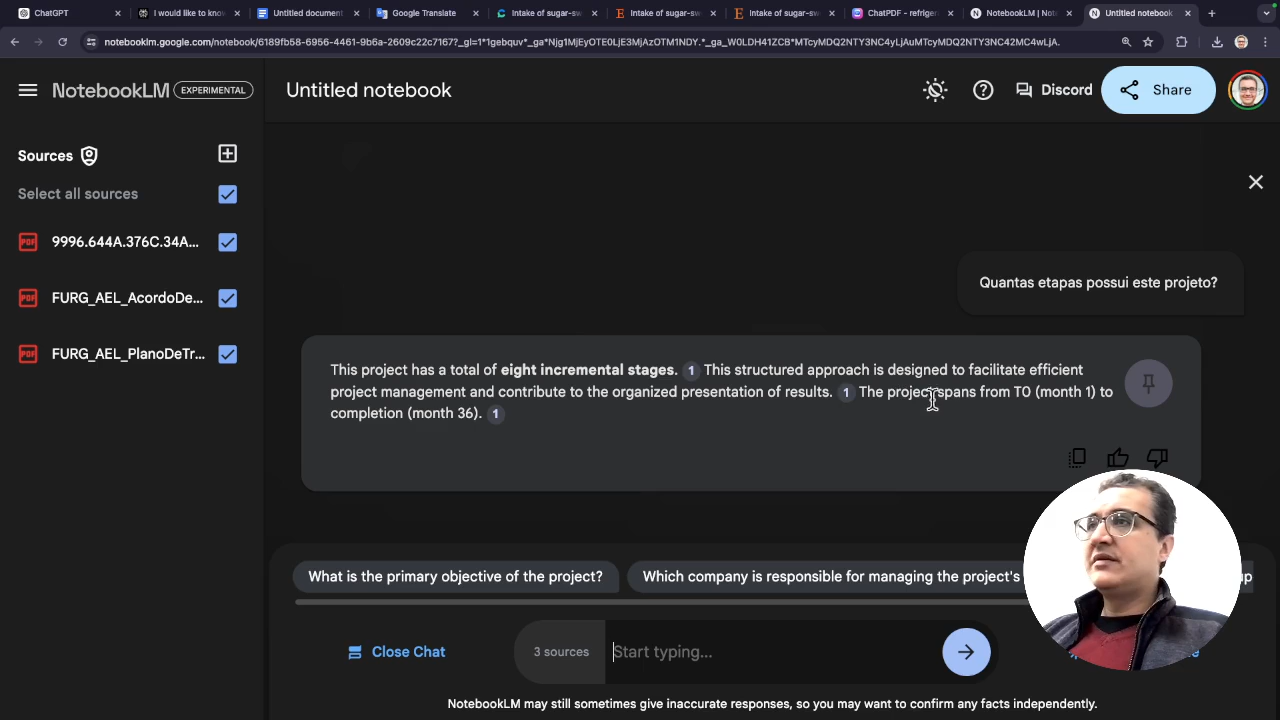 ChatGPT
I would like to know
Untitled document
Google Translate
Intake of sugar-sw
Intake of sugar-sw
Intake of sugar-sw
ChatPDF - refriger
NotebookLM | Not
Untitled notebook
notebooklm.google.com/notebook/6189fb58-6956-4461-9b6a-2609c22c7167?_gl=1*1gebquv*_ga*Njg1MjEyOTE0LjE3MjAzOTM1NDY.*_ga_W0LDH41ZCB*MTcyMDQ2NTY3NC4yLjAuMTcyMDQ2NTY3NC42MC4wLjA.
NotebookLM EXPERIMENTAL
Untitled notebook
Discord
Share
Sources
Select all sources
9996.644A.376C.34A...
FURG_AEL_AcordoDe...
FURG_AEL_PlanoDeTr...
Quantas etapas possui este projeto?
This project has a total of eight incremental stages. 1 This structured approach is designed to facilitate efficient
project management and contribute to the organized presentation of results. 1 The project spans from T0 (month 1) to
completion (month 36). 1
What is the primary objective of the project?
Which company is responsible for managing the project's
up
Close Chat
3 sources
Start typing...
NotebookLM may still sometimes give inaccurate responses, so you may want to confirm any facts independently.